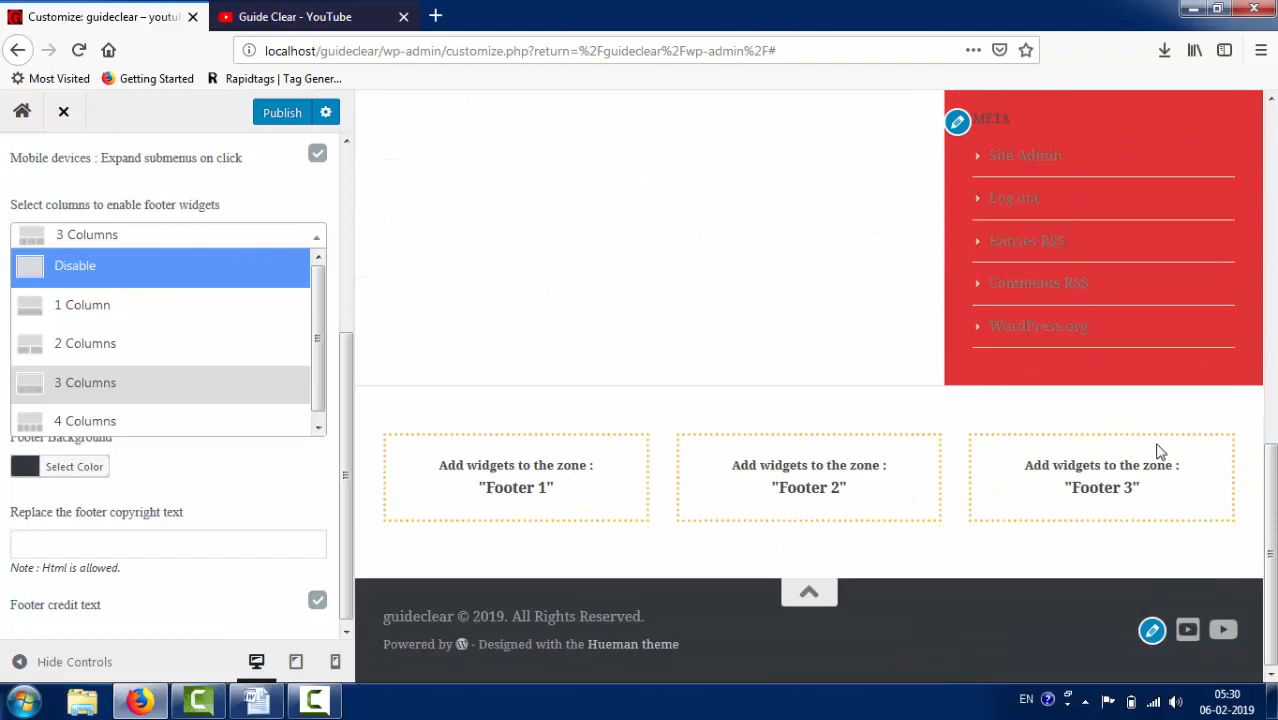 Customize: guideclear – youtu
Guide Clear - YouTube
localhost/guideclear/wp-admin/customize.php?return=%2Fguideclear%2Fwp-admin%2F#
Most Visited
Getting Started
R Rapidtags | Tag Gener...
Publish
Mobile devices : Expand submenus on click
Select columns to enable footer widgets
3 Columns
Disable
1 Column
2 Columns
3 Columns
4 Columns
Footer Background
Select Color
Replace the footer copyright text
Note : Html is allowed.
Footer credit text
Hide Controls
META
Site Admin
Log out
Entries RSS
Comments RSS
WordPress.org
Add widgets to the zone :
"Footer 1"
Add widgets to the zone :
"Footer 2"
Add widgets to the zone :
"Footer 3"
guideclear © 2019. All Rights Reserved.
Powered by - Designed with the Hueman theme
EN
05:30
06-02-2019